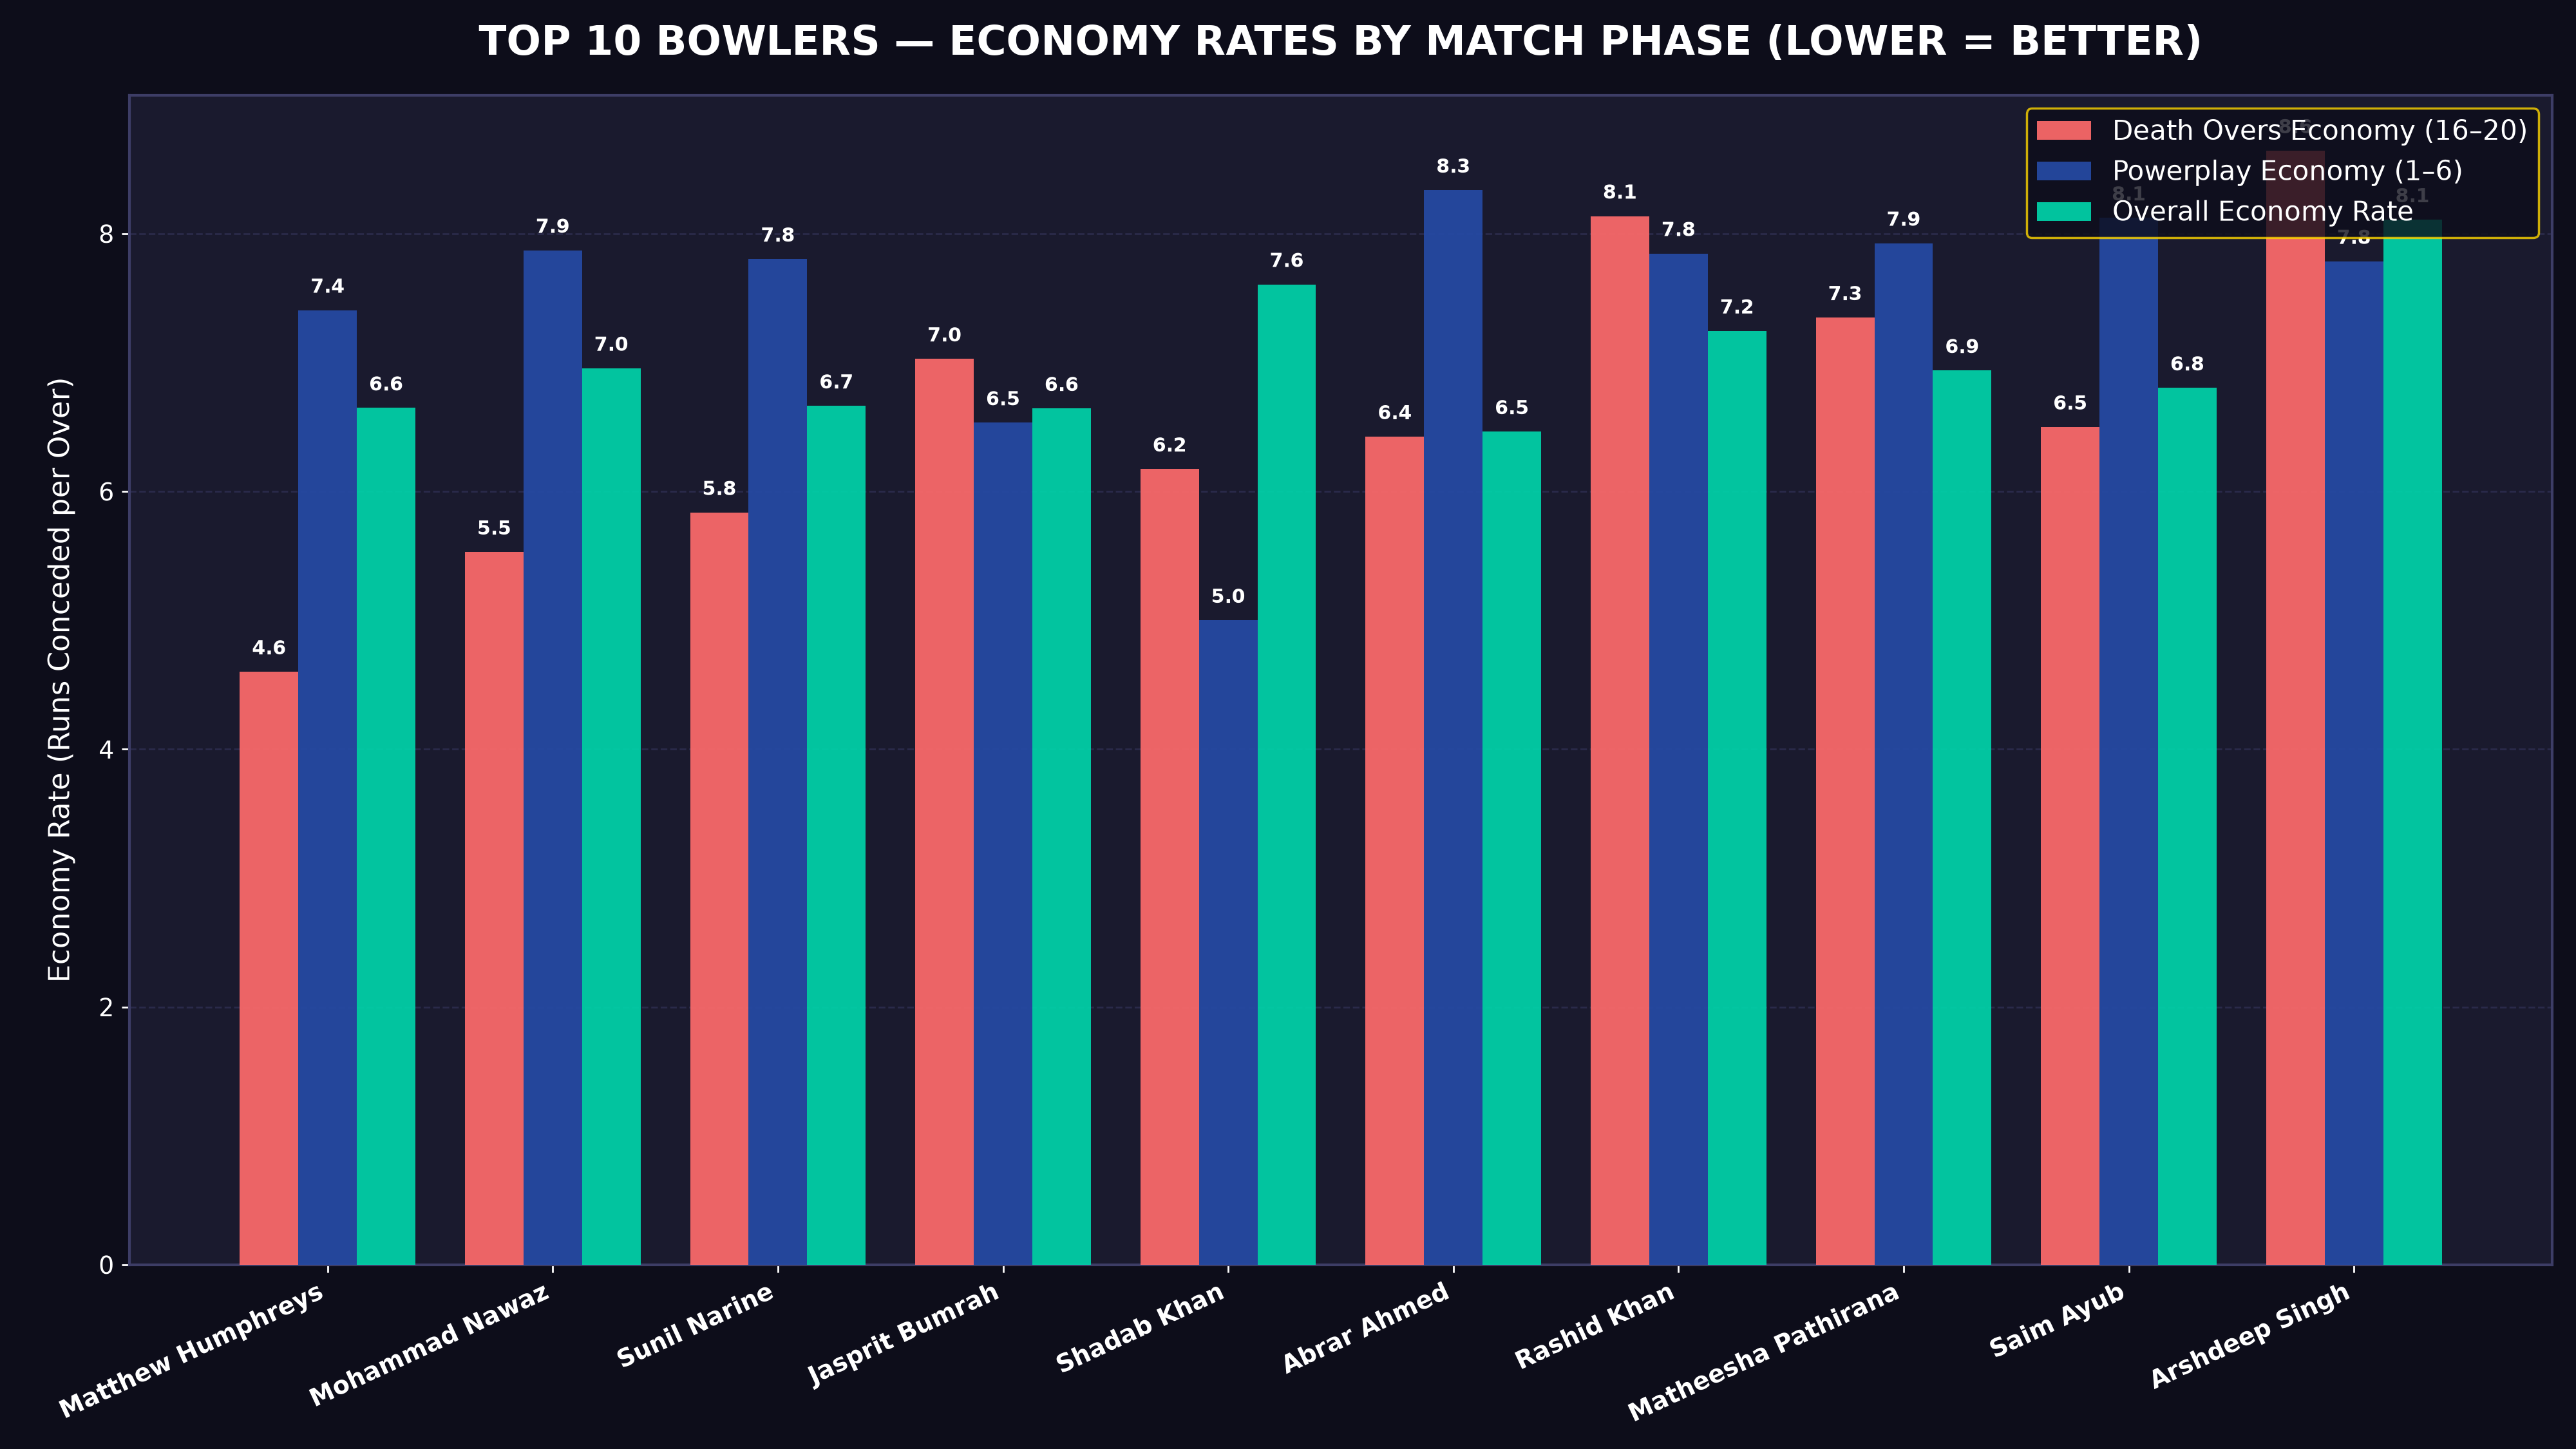 TOP 10 BOWLERS — ECONOMY RATES BY MATCH PHASE (LOWER = BETTER)
Death Overs Economy (16–20)
Powerplay Economy (1–6)
Overall Economy Rate
Economy Rate (Runs Conceded per Over)
8
6
4
2
0
4.6 7.4 6.6
5.5 7.9 7.0
5.8 7.8 6.7
7.0 6.5 6.6
6.2 5.0 7.6
6.4 8.3 6.5
8.1 7.8 7.2
7.3 7.9 6.9
6.5 8.1 6.8
7.8 8.1
Matthew Humphreys
Mohammad Nawaz
Sunil Narine
Jasprit Bumrah
Shadab Khan
Abrar Ahmed
Rashid Khan
Matheesha Pathirana
Saim Ayub
Arshdeep Singh